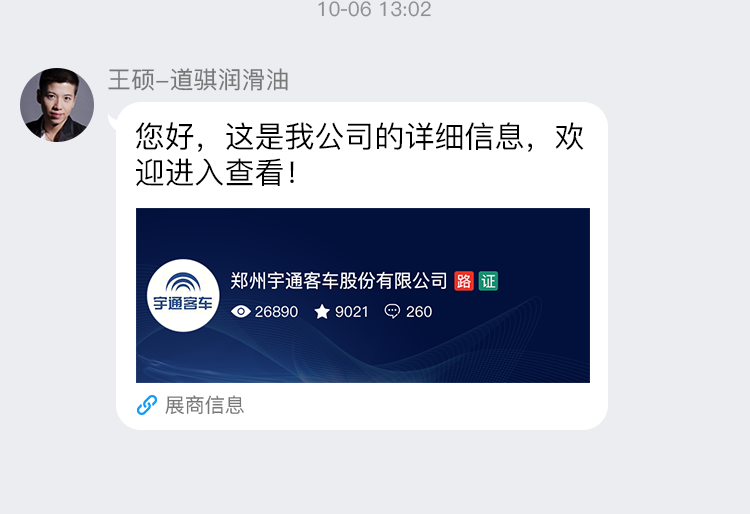 10-06 13:02
王硕-道骐润滑油
您好，这是我公司的详细信息，欢
迎进入查看！
宇通客车
郑州宇通客车股份有限公司 路 证
26890 9021 260
展商信息